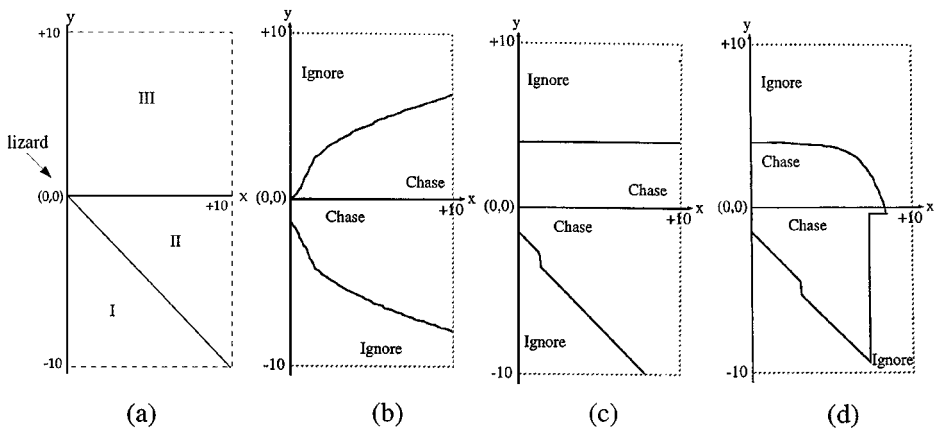 y
+10
III
lizard
(0,0)
x
+10
II
I
-10
(a)
y
+10
Ignore
Chase
(0,0)
x
+10
Chase
Ignore
-10
(b)
y
+10
Ignore
Chase
(0,0)
x
+10
Chase
Ignore
-10
(c)
y
+10
Ignore
Chase
(0,0)
x
+10
Chase
Ignore
-10
(d)